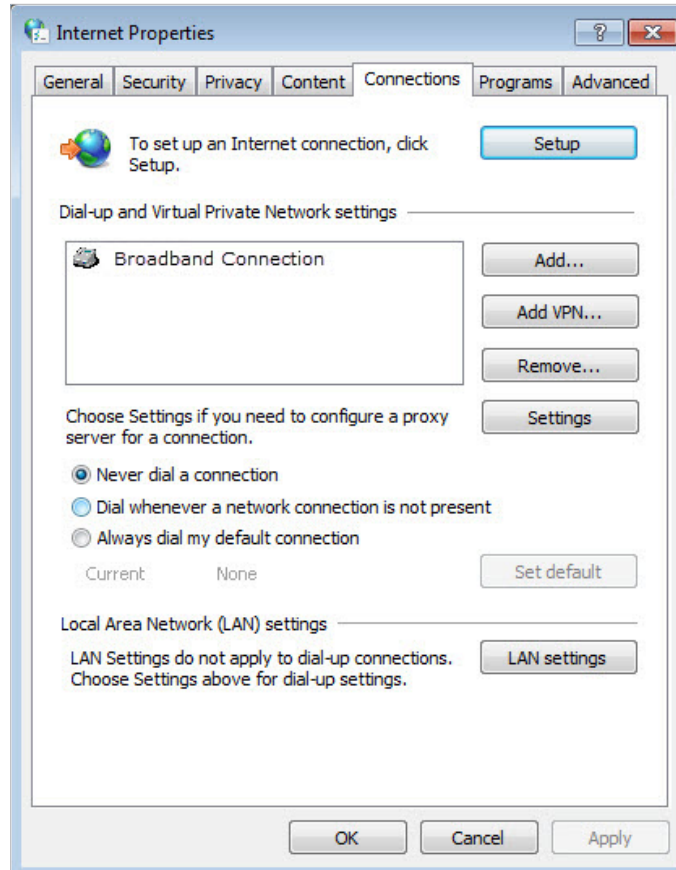 Internet Properties
General Security Privacy Content Connections Programs Advanced
To set up an Internet connection, click
Setup.
Setup
Dial-up and Virtual Private Network settings
Broadband Connection
Add...
Add VPN...
Remove...
Choose Settings if you need to configure a proxy
server for a connection.
Settings
Never dial a connection
Dial whenever a network connection is not present
Always dial my default connection
Current None
Set default
Local Area Network (LAN) settings
LAN Settings do not apply to dial-up connections.
Choose Settings above for dial-up settings.
LAN settings
OK Cancel Apply